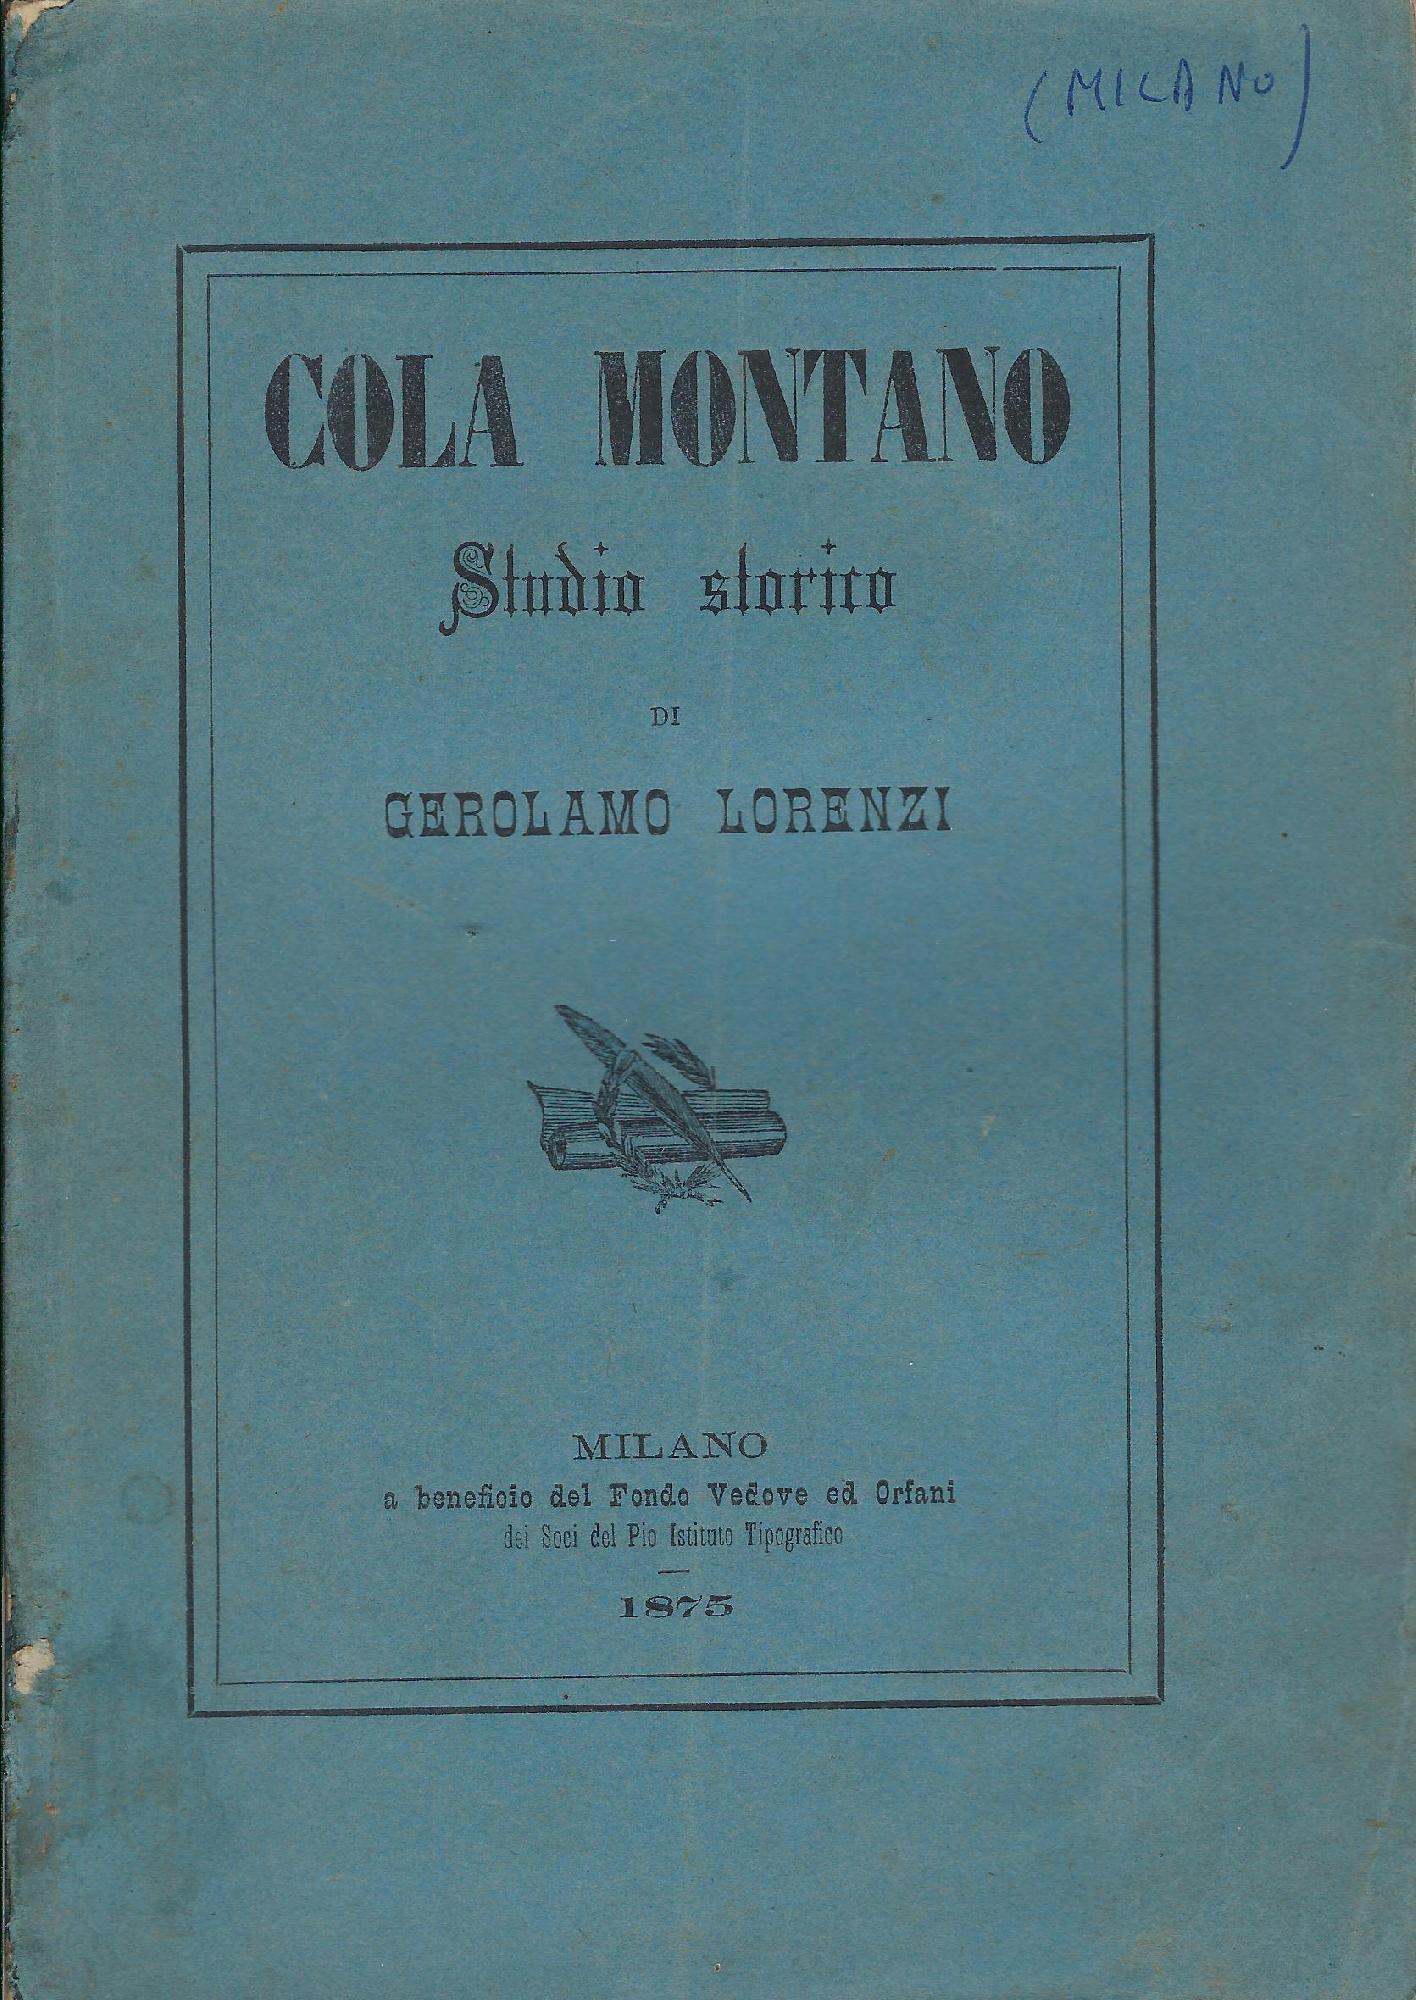 (MILANO)
COLA MONTANO
Studio storico
DI
GEROLAMO LORENZI
MILANO
a beneficio del Fondo Vedove ed Orfani
dei Soci del Pio Istituto Tipografico
1875